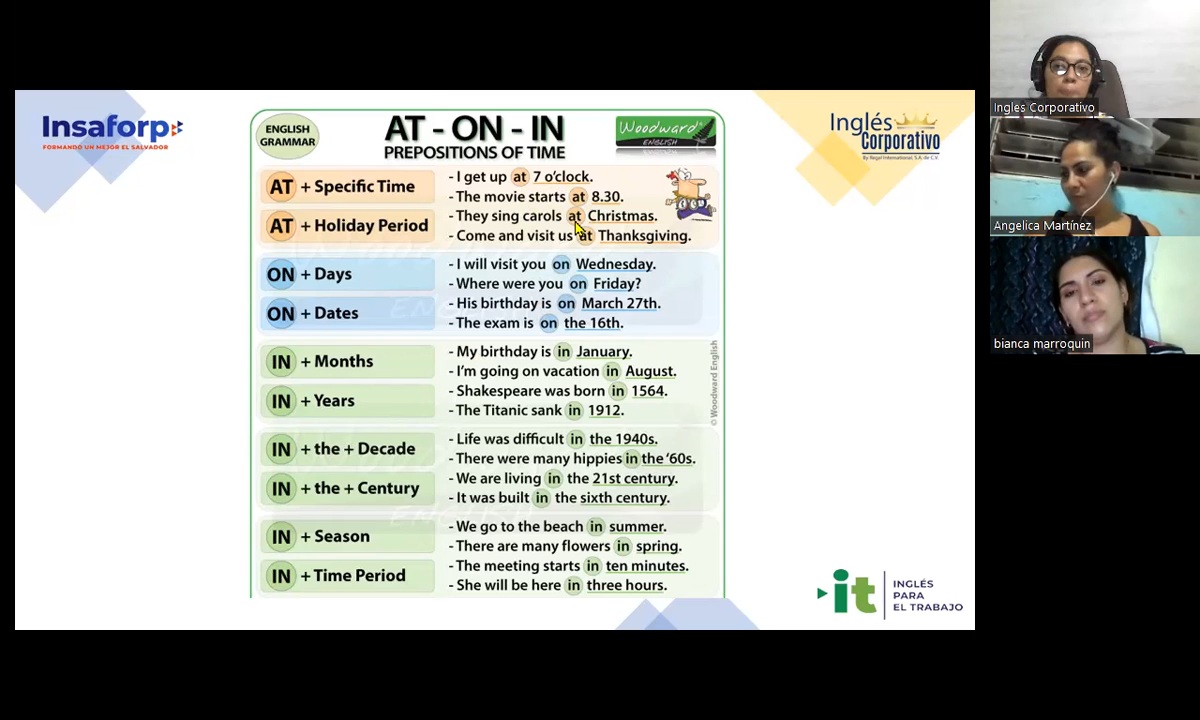 Insaforp
FORMANDO UN MEJOR EL SALVADOR
ENGLISH
GRAMMAR
AT - ON - IN
PREPOSITIONS OF TIME
Woodward
ENGLISH
Inglés
Corporativo
By Regal International, S.A. de C.V.
AT + Specific Time
- I get up at 7 o'clock.
- The movie starts at 8.30.
AT + Holiday Period
- They sing carols at Christmas.
- Come and visit us at Thanksgiving.
ON + Days
- I will visit you on Wednesday.
- Where were you on Friday?
ON + Dates
- His birthday is on March 27th.
- The exam is on the 16th.
IN + Months
- My birthday is in January.
- I'm going on vacation in August.
IN + Years
- Shakespeare was born in 1564.
- The Titanic sank in 1912.
© Woodward English
IN + the + Decade
- Life was difficult in the 1940s.
- There were many hippies in the '60s.
IN + the + Century
- We are living in the 21st century.
- It was built in the sixth century.
IN + Season
- We go to the beach in summer.
- There are many flowers in spring.
IN + Time Period
- The meeting starts in ten minutes.
- She will be here in three hours.
it
INGLÉS
PARA
EL TRABAJO
Ingles Corporativo
Angelica Martínez
bianca marroquin